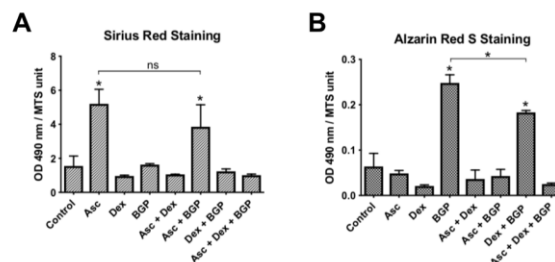 A
Sirius Red Staining
OD 490 nm / MTS unit
8
6
4
2
0
*
ns
*
Control
Asc
Dex
BGP
Asc + Dex
Asc + BGP
Dex + BGP
Asc + Dex + BGP
B
Alzarin Red S Staining
OD 490 nm / MTS unit
0.3
0.2
0.1
0.0
*
*
*
Control
Asc
Dex
BGP
Asc + Dex
Asc + BGP
Dex + BGP
Asc + Dex + BGP